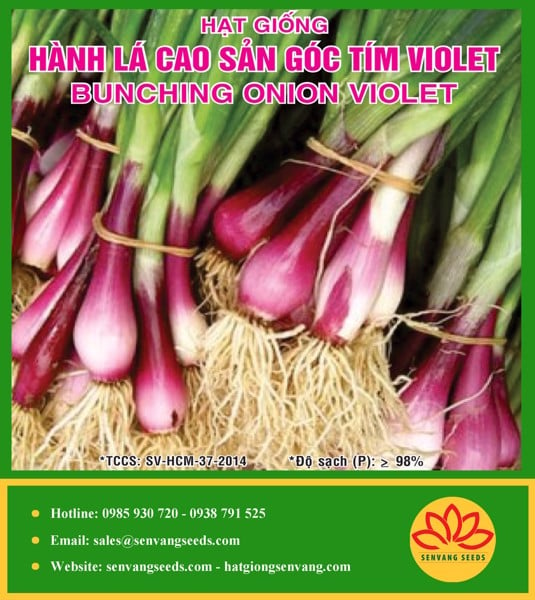 HẠT GIỐNG
HÀNH LÁ CAO SẢN GÓC TÍM VIOLET
BUNCHING ONION VIOLET
*TCCS: SV-HCM-37-2014 *Độ sạch (P): ≥ 98%
Hotline: 0985 930 720 - 0938 791 525
Email: sales@senvangseeds.com
Website: senvangseeds.com - hatgiongsenvang.com
SENVANG SEEDS